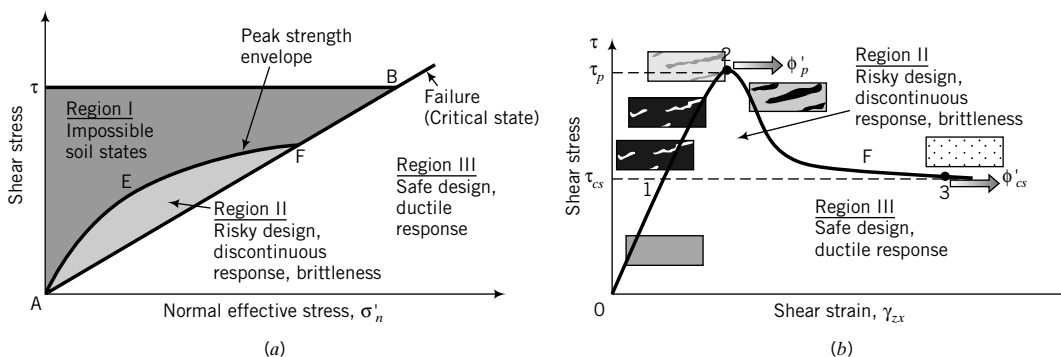 τ
Shear stress
Region I
Impossible
soil states
Peak strength
envelope
B
Failure
(Critical state)
E
F
Region II
Risky design,
discontinuous
response, brittleness
Region III
Safe design,
ductile
response
A
Normal effective stress, σ′n
(a)
τ
τp
Shear stress
τcs
2
ϕ′p
Region II
Risky design,
discontinuous
response, brittleness
1
F
3
ϕ′cs
Region III
Safe design,
ductile response
0
Shear strain, γzx
(b)